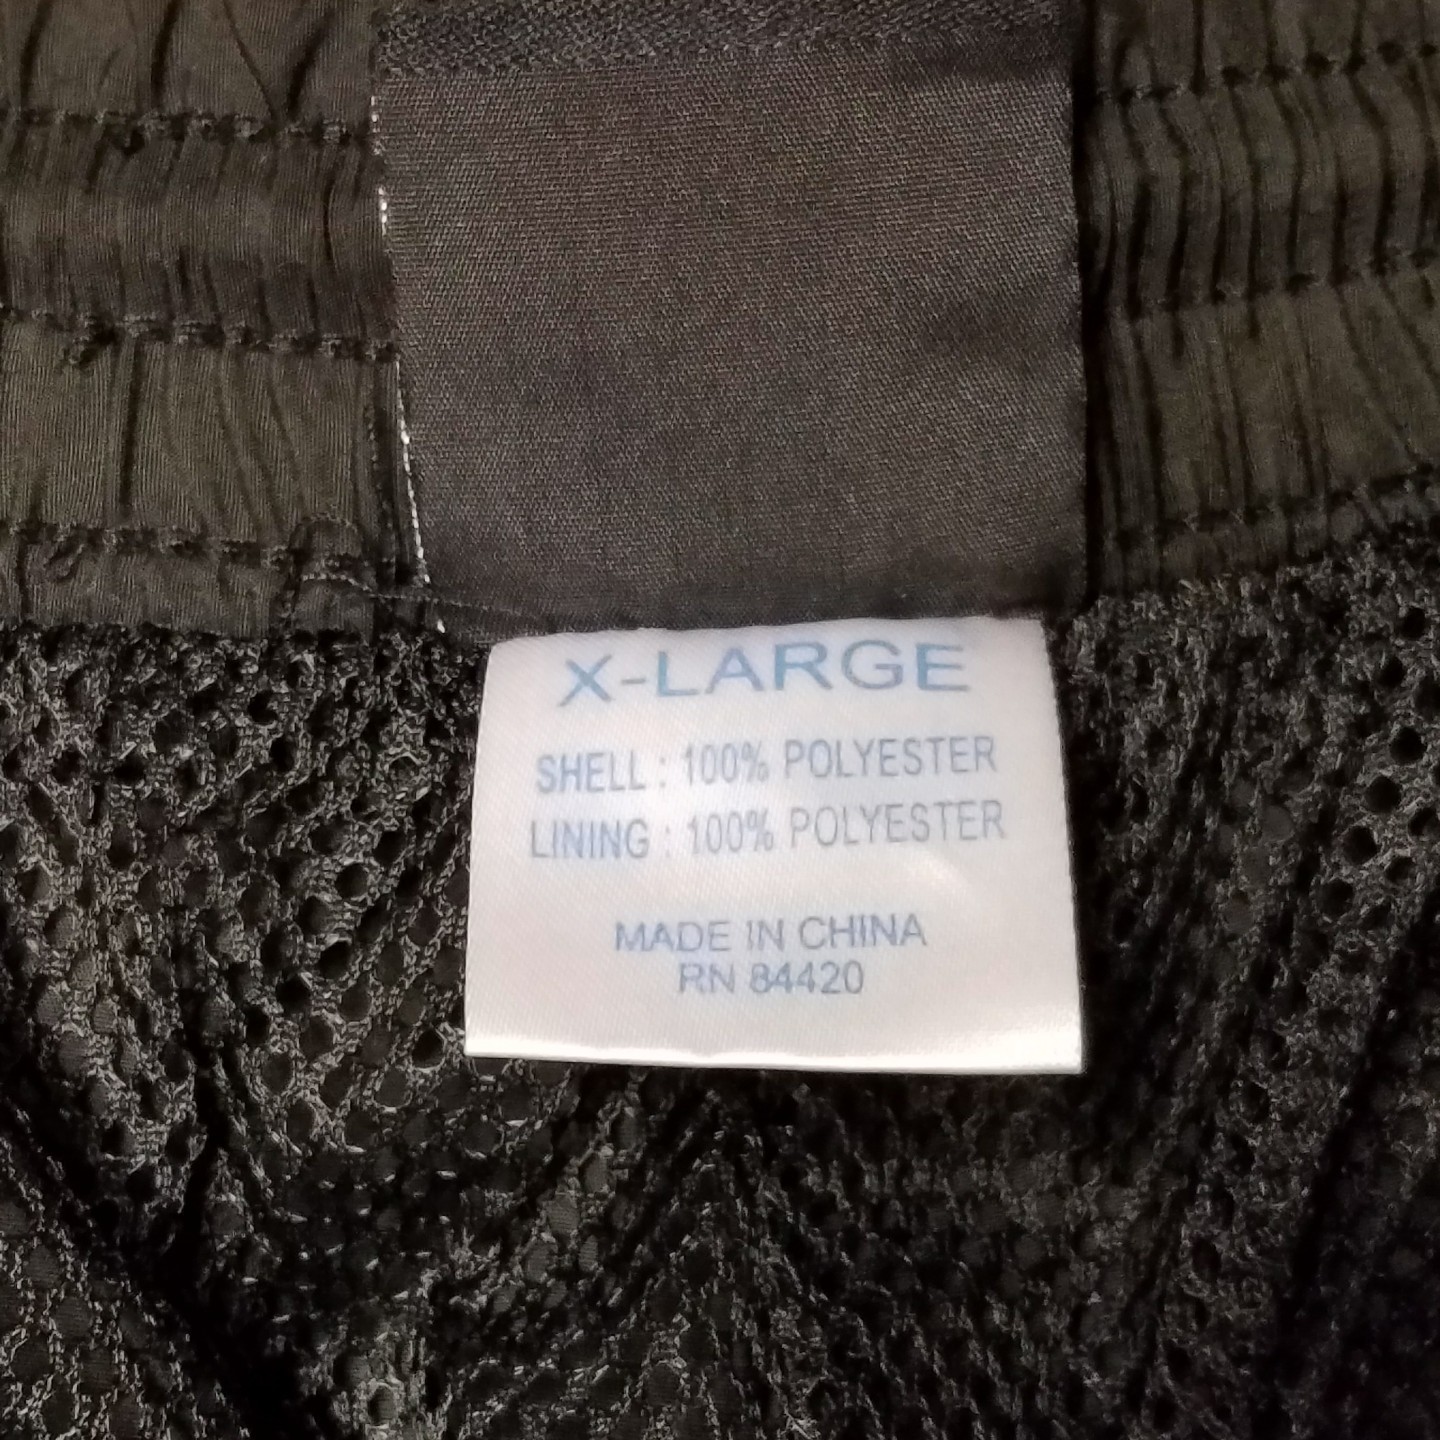 X-LARGE
SHELL : 100% POLYESTER
LINING : 100% POLYESTER
MADE IN CHINA
RN 84420